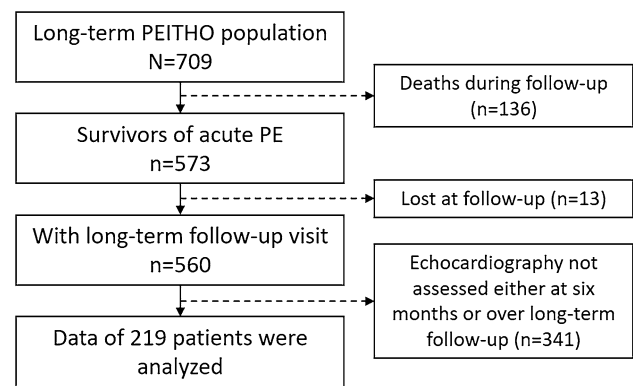 Long-term PEITHO population
N=709
Deaths during follow-up
(n=136)
Survivors of acute PE
n=573
Lost at follow-up (n=13)
With long-term follow-up visit
n=560
Echocardiography not
assessed either at six
months or over long-term
follow-up (n=341)
Data of 219 patients were
analyzed